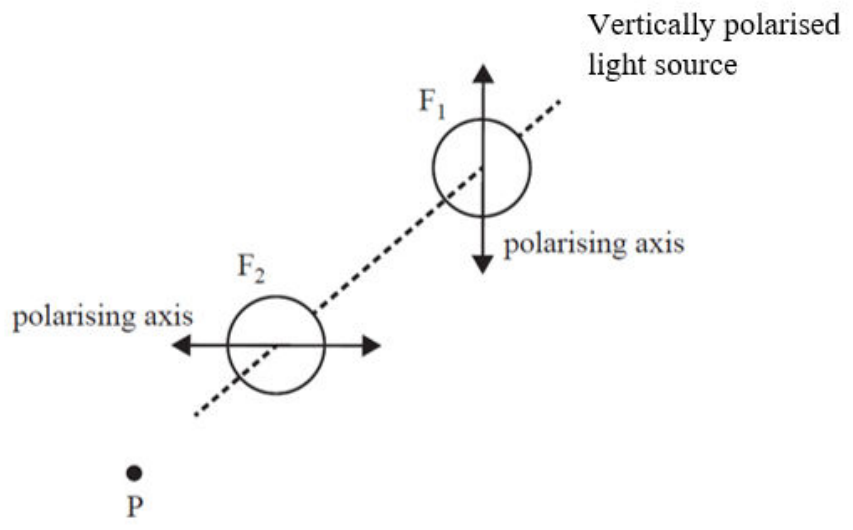 Vertically polarised
light source
F₁
polarising axis
F₂
polarising axis
P